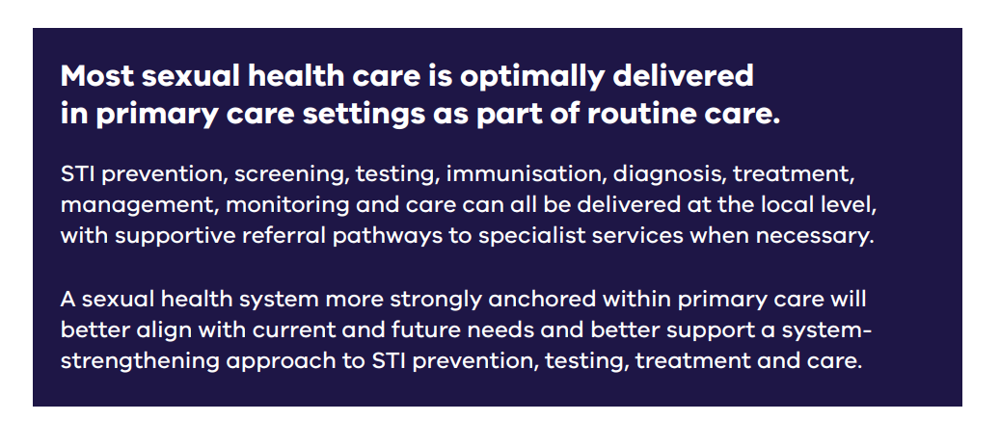 Most sexual health care is optimally delivered
in primary care settings as part of routine care.
STI prevention, screening, testing, immunisation, diagnosis, treatment,
management, monitoring and care can all be delivered at the local level,
with supportive referral pathways to specialist services when necessary.
A sexual health system more strongly anchored within primary care will
better align with current and future needs and better support a system-
strengthening approach to STI prevention, testing, treatment and care.